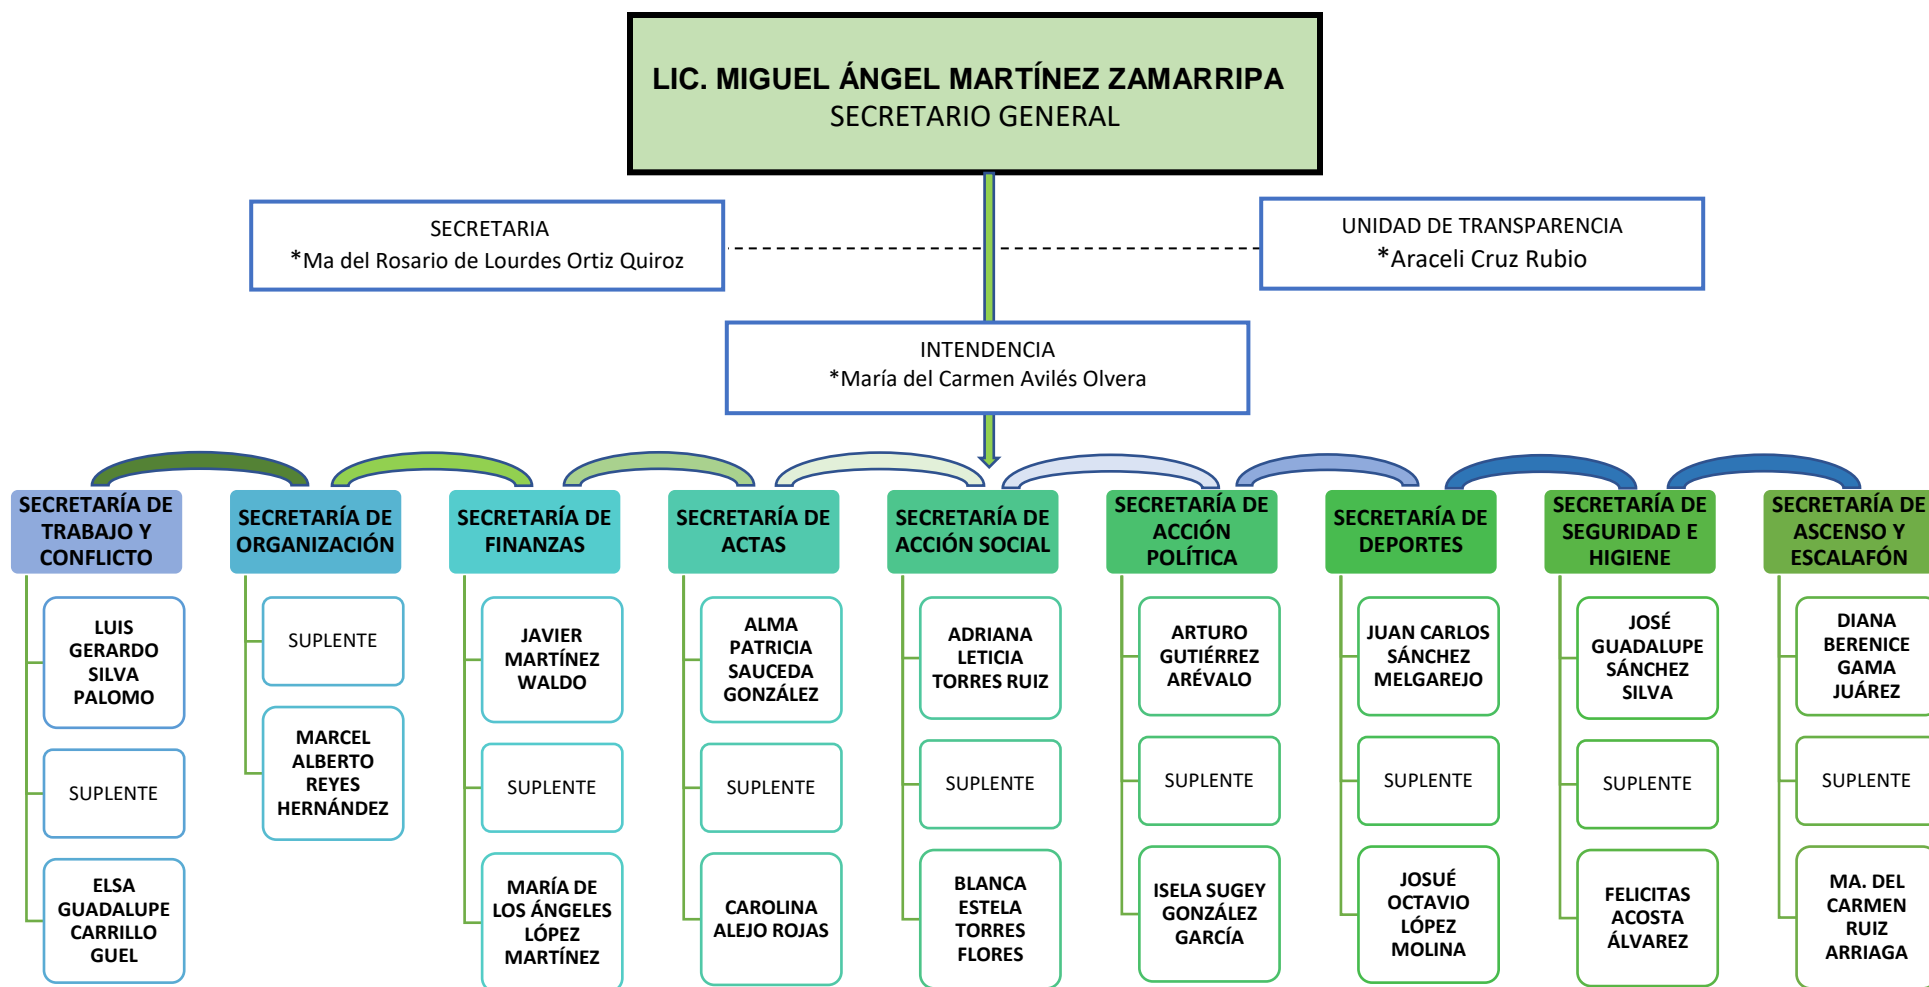 LIC. MIGUEL ÁNGEL MARTÍNEZ ZAMARRIPA
SECRETARIO GENERAL
SECRETARIA
*Ma del Rosario de Lourdes Ortiz Quiroz
UNIDAD DE TRANSPARENCIA
*Araceli Cruz Rubio
INTENDENCIA
*María del Carmen Avilés Olvera
SECRETARÍA DE
TRABAJO Y
CONFLICTO
LUIS
GERARDO
SILVA
PALOMO
SUPLENTE
ELSA
GUADALUPE
CARRILLO
GUEL
SECRETARÍA DE
ORGANIZACIÓN
SUPLENTE
MARCEL
ALBERTO
REYES
HERNÁNDEZ
SECRETARÍA DE
FINANZAS
JAVIER
MARTÍNEZ
WALDO
SUPLENTE
MARÍA DE
LOS ÁNGELES
LÓPEZ
MARTÍNEZ
SECRETARÍA DE
ACTAS
ALMA
PATRICIA
SAUCEDA
GONZÁLEZ
SUPLENTE
CAROLINA
ALEJO ROJAS
SECRETARÍA DE
ACCIÓN SOCIAL
ADRIANA
LETICIA
TORRES RUIZ
SUPLENTE
BLANCA
ESTELA
TORRES
FLORES
SECRETARÍA DE
ACCIÓN
POLÍTICA
ARTURO
GUTIÉRREZ
ARÉVALO
SUPLENTE
ISELA SUGEY
GONZÁLEZ
GARCÍA
SECRETARÍA DE
DEPORTES
JUAN CARLOS
SÁNCHEZ
MELGAREJO
SUPLENTE
JOSUÉ
OCTAVIO
LÓPEZ
MOLINA
SECRETARÍA DE
SEGURIDAD E
HIGIENE
JOSÉ
GUADALUPE
SÁNCHEZ
SILVA
SUPLENTE
FELICITAS
ACOSTA
ÁLVAREZ
SECRETARÍA DE
ASCENSO Y
ESCALAFÓN
DIANA
BERENICE
GAMA
JUÁREZ
SUPLENTE
MA. DEL
CARMEN
RUIZ
ARRIAGA